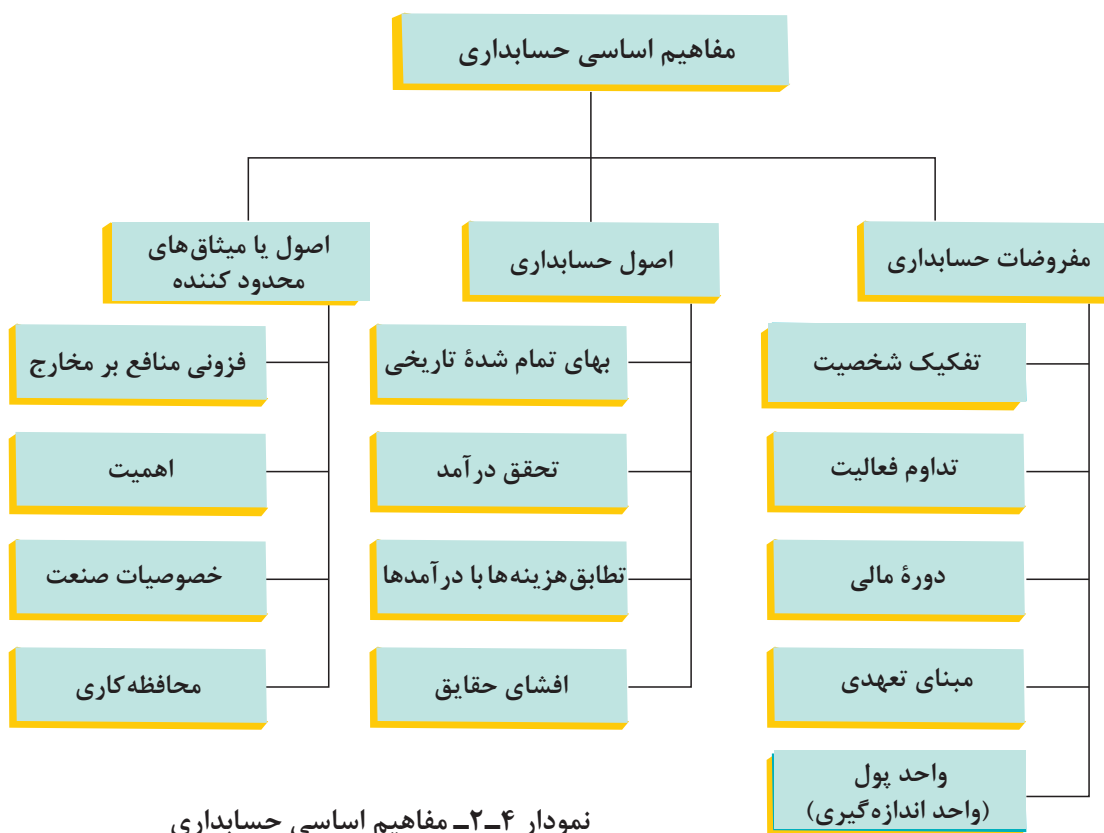 مفاهیم اساسی حسابداری
مفروضات حسابداری
تفکیک شخصیت
تداوم فعالیت
دورۀ مالی
مبنای تعهدی
واحد پول
(واحد اندازه‌گیری)
اصول حسابداری
بهای تمام شدۀ تاریخی
تحقق درآمد
تطابق هزینه‌ها با درآمدها
افشای حقایق
اصول یا میثاق‌های
محدود کننده
فزونی منافع بر مخارج
اهمیت
خصوصیات صنعت
محافظه‌کاری
نمودار ۴ــ۲ــ مفاهیم اساسی حسابداری